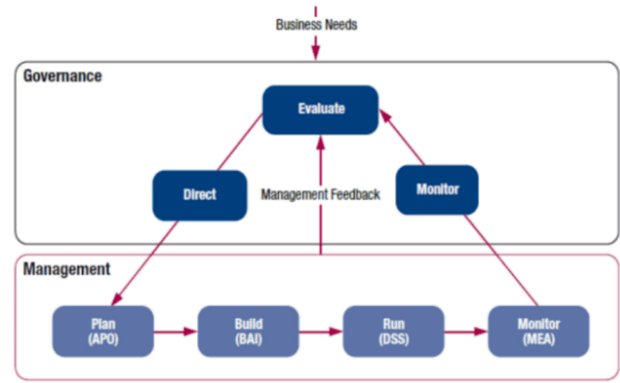 Business Needs
Governance
Evaluate
Direct
Management Feedback
Monitor
Management
Plan
(APO)
Build
(BAI)
Run
(DSS)
Monitor
(MEA)